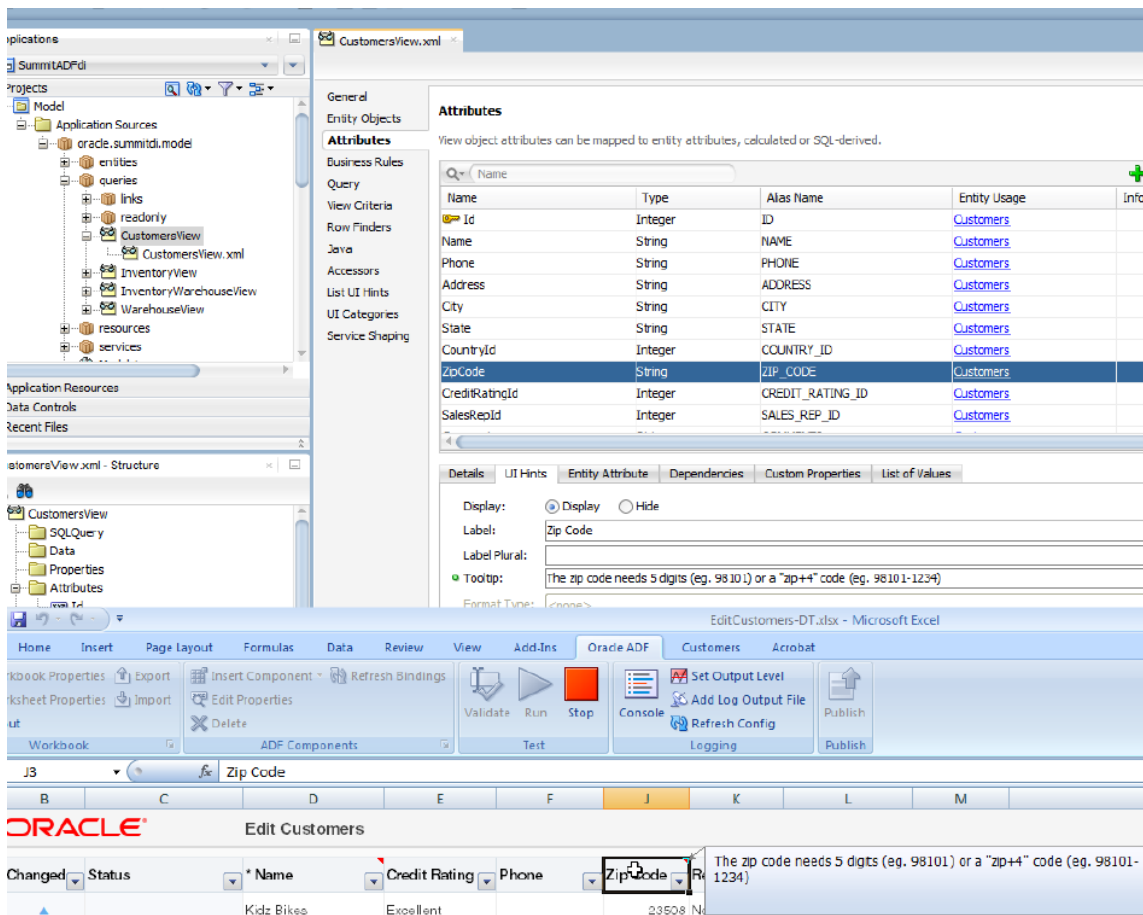 pplications
CustomersView.xml
SummitADFdi
Projects
Model
Application Sources
oracle.summitdi.model
entities
queries
links
readonly
CustomersView
CustomersView.xml
InventoryView
InventoryWarehouseView
WarehouseView
resources
services
Application Resources
Data Controls
Recent Files
General
Entity Objects
Attributes
Business Rules
Query
View Criteria
Row Finders
Java
Accessors
List UI Hints
UI Categories
Service Shaping
Attributes
View object attributes can be mapped to entity attributes, calculated or SQL-derived.
Name
Name Type Alias Name Entity Usage Info
Id Integer ID Customers
Name String NAME Customers
Phone String PHONE Customers
Address String ADDRESS Customers
City String CITY Customers
State String STATE Customers
CountryId Integer COUNTRY_ID Customers
ZipCode String ZIP_CODE Customers
CreditRatingId Integer CREDIT_RATING_ID Customers
SalesRepId Integer SALES_REP_ID Customers
stomersView.xml - Structure
CustomersView
SQLQuery
Data
Properties
Attributes
Id
Details UI Hints Entity Attribute Dependencies Custom Properties List of Values
Display: Display Hide
Label: Zip Code
Label Plural:
Tooltip: The zip code needs 5 digits (eg. 98101) or a "zip+4" code (eg. 98101-1234)
Format Type: <none>
EditCustomers-DT.xlsx - Microsoft Excel
Home Insert Page Layout Formulas Data Review View Add-Ins Oracle ADF Customers Acrobat
rkbook Properties Export Insert Component Refresh Bindings Set Output Level
rksheet Properties Import Edit Properties Validate Run Stop Console Add Log Output File Publish
ut Delete Refresh Config
Workbook ADF Components Test Logging Publish
J3 fx Zip Code
B C D E F J K L M
ORACLE Edit Customers
Changed Status * Name Credit Rating Phone Zip Code
The zip code needs 5 digits (eg. 98101) or a "zip+4" code (eg. 98101-
1234)
Kidz Bikes Excellent 23508